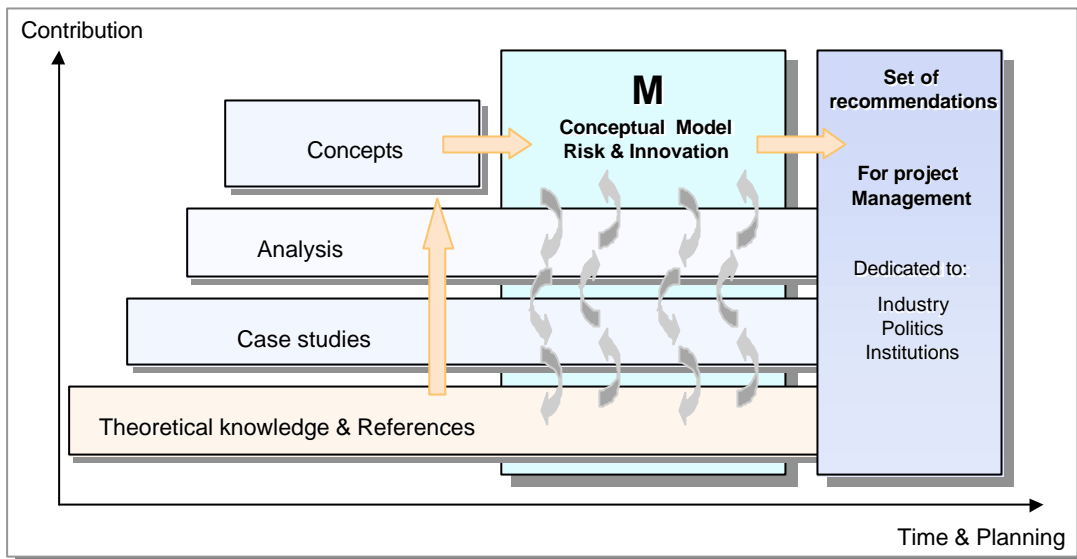 Contribution
M
Conceptual Model
Risk & Innovation
Set of
recommendations
For project
Management
Dedicated to:
Industry
Politics
Institutions
Concepts
Analysis
Case studies
Theoretical knowledge & References
Time & Planning